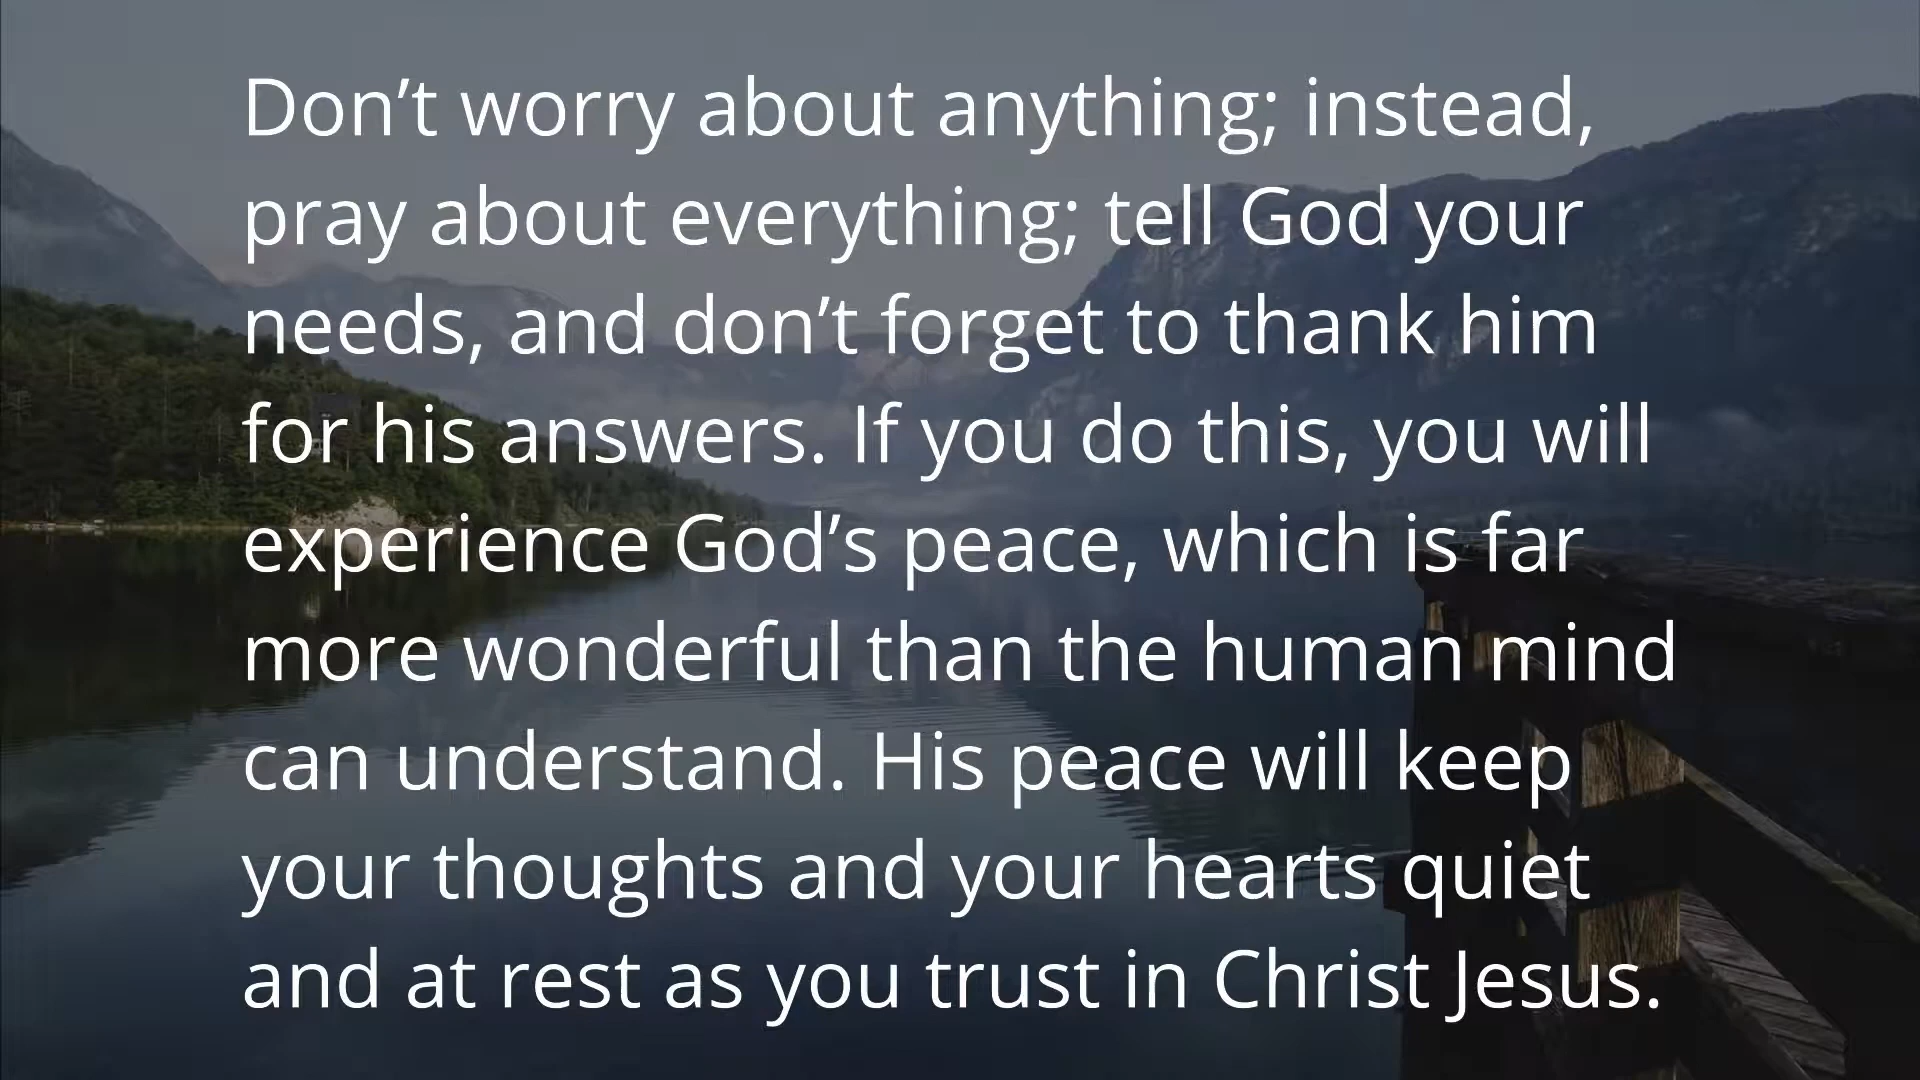 Don’t worry about anything; instead,
pray about everything; tell God your
needs, and don’t forget to thank him
for his answers. If you do this, you will
experience God’s peace, which is far
more wonderful than the human mind
can understand. His peace will keep
your thoughts and your hearts quiet
and at rest as you trust in Christ Jesus.